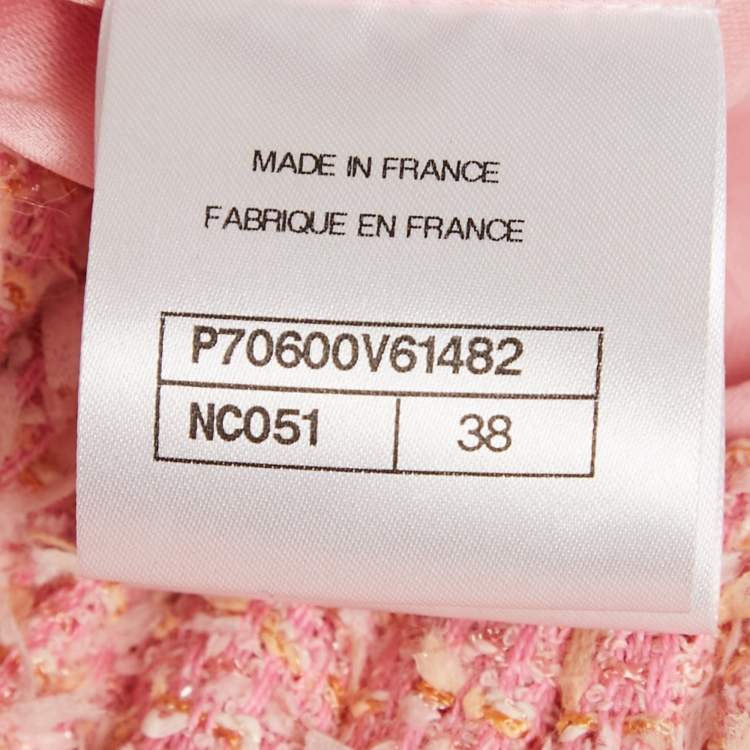 MADE IN FRANCE
FABRIQUE EN FRANCE
P70600V61482
NC051 38